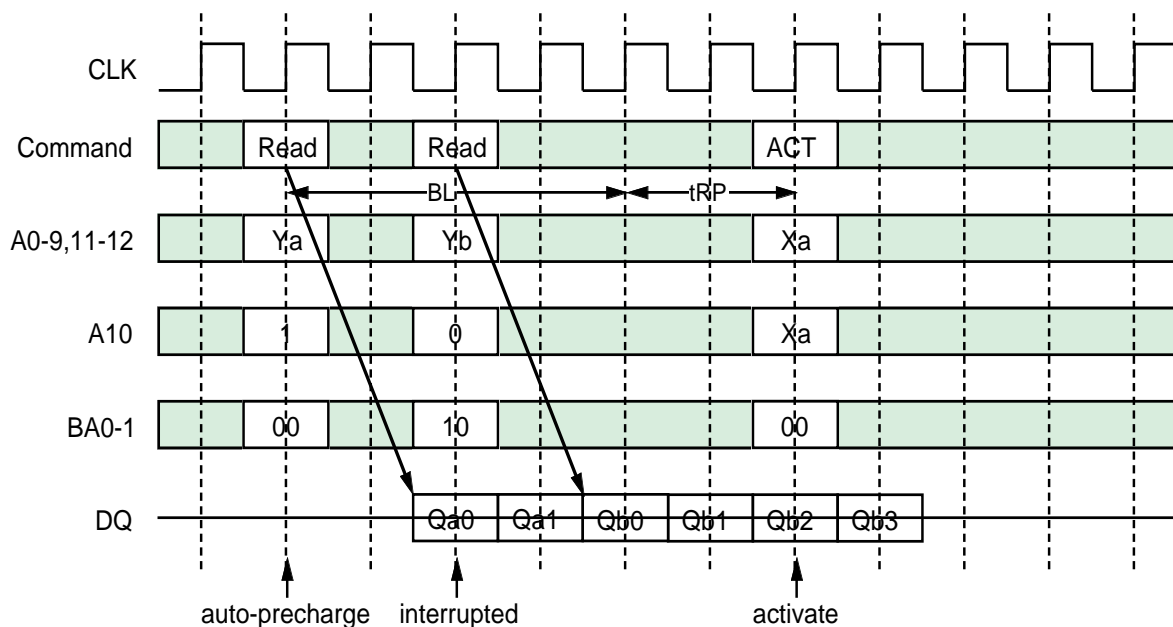 CLK
Command Read Read ACT
BL tRP
A0-9,11-12 Ya Yb Xa
A10 1 0 Xa
BA0-1 00 10 00
DQ Qa0 Qa1 Qb0 Qb1 Qb2 Qb3
auto-precharge interrupted activate